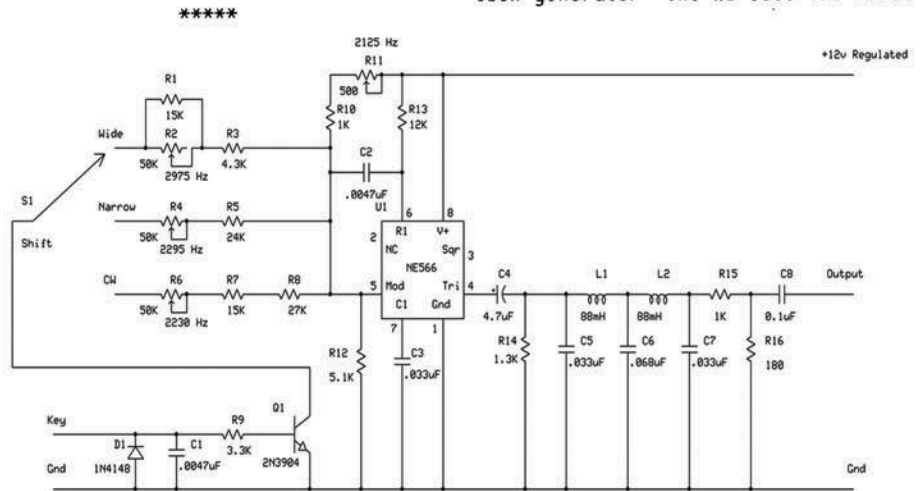 *****
2125 Hz
R11
+12v Regulated
R1
500
R10
1K
R13
12K
15K
Wide
R2
R3
50K
2975 Hz
4.3K
C2
.0047uF
S1
Shift
Narrow
R4
R5
50K
2295 Hz
24K
U1
6
8
R1
V+
2
NC
Sqr
3
NE566
CW
R6
R7
R8
50K
2230 Hz
15K
27K
5
Mod
Tri
4
C1
Gnd
7
1
C4
4.7uF
L1
88mH
L2
88mH
R15
1K
C8
0.1uF
Output
R12
5.1K
C3
.033uF
R14
1.3K
C5
.033uF
C6
.068uF
C7
.033uF
R16
180
Key
R9
3.3K
Q1
2N3904
D1
1N4148
C1
.0047uF
Gnd
Gnd